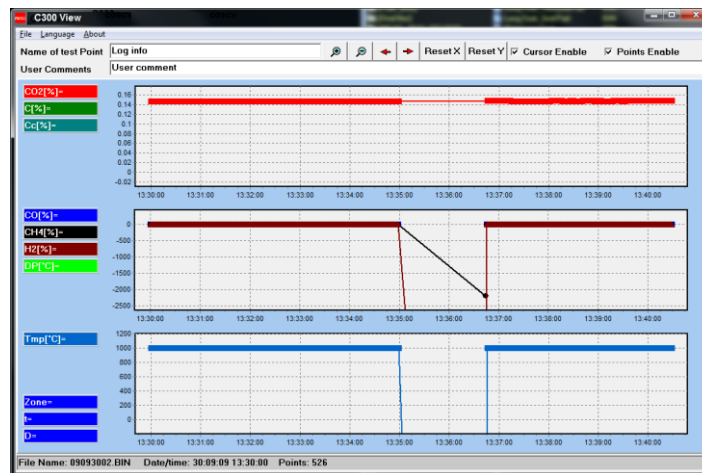 C300 View
File Language About
Name of test Point Log info Reset X Reset Y Cursor Enable Points Enable
User Comments User comment
CO2[%]=
C[%]=
Cc[%]=
0.16
0.14
0.12
0.1
0.08
0.06
0.04
0.02
0
-0.02
13:30:00 13:31:00 13:32:00 13:33:00 13:34:00 13:35:00 13:36:00 13:37:00 13:38:00 13:39:00 13:40:00
CO[%]=
CH4[%]=
H2[%]=
DP[°C]=
0
-500
-1000
-1500
-2000
-2500
13:30:00 13:31:00 13:32:00 13:33:00 13:34:00 13:35:00 13:36:00 13:37:00 13:38:00 13:39:00 13:40:00
Tmp[°C]=
1200
1000
800
600
400
200
0
Zone=
t=
D=
13:30:00 13:31:00 13:32:00 13:33:00 13:34:00 13:35:00 13:36:00 13:37:00 13:38:00 13:39:00 13:40:00
File Name: 09093002.BIN Date/time: 30:09:09 13:30:00 Points: 526